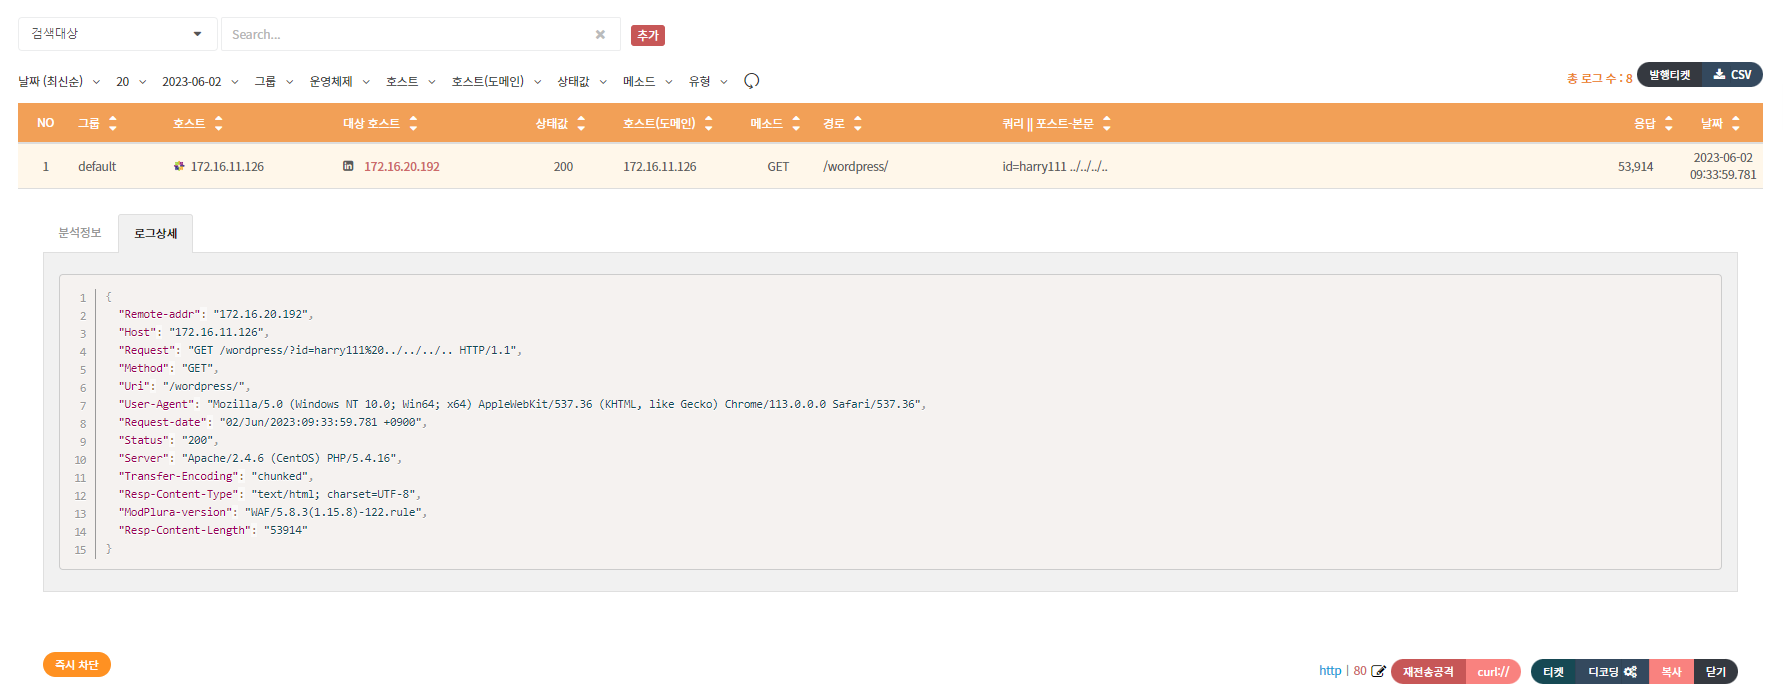 검색대상
Search...
추가
날짜 (최신순) 20 2023-06-02 그룹 운영체제 호스트 호스트(도메인) 상태값 메소드 유형
총 로그 수 : 8 발행티켓 CSV
NO 그룹 호스트 대상 호스트 상태값 호스트(도메인) 메소드 경로 쿼리 || 포스트-본문 응답 날짜
1 default 172.16.11.126 172.16.20.192 200 172.16.11.126 GET /wordpress/ id=harry111 ../../../.. 53,914 2023-06-02
09:33:59.781
분석정보 로그상세
1 {
2 "Remote-addr": "172.16.20.192",
3 "Host": "172.16.11.126",
4 "Request": "GET /wordpress/?id=harry111%20../../../.. HTTP/1.1",
5 "Method": "GET",
6 "Uri": "/wordpress/",
7 "User-Agent": "Mozilla/5.0 (Windows NT 10.0; Win64; x64) AppleWebKit/537.36 (KHTML, like Gecko) Chrome/113.0.0.0 Safari/537.36",
8 "Request-date": "02/Jun/2023:09:33:59.781 +0900",
9 "Status": "200",
10 "Server": "Apache/2.4.6 (CentOS) PHP/5.4.16",
11 "Transfer-Encoding": "chunked",
12 "Resp-Content-Type": "text/html; charset=UTF-8",
13 "ModPlura-version": "WAF/5.8.3(1.15.8)-122.rule",
14 "Resp-Content-Length": "53914"
15 }
즉시 차단
http | 80 재전송공격 curl:// 티켓 디코딩 복사 닫기